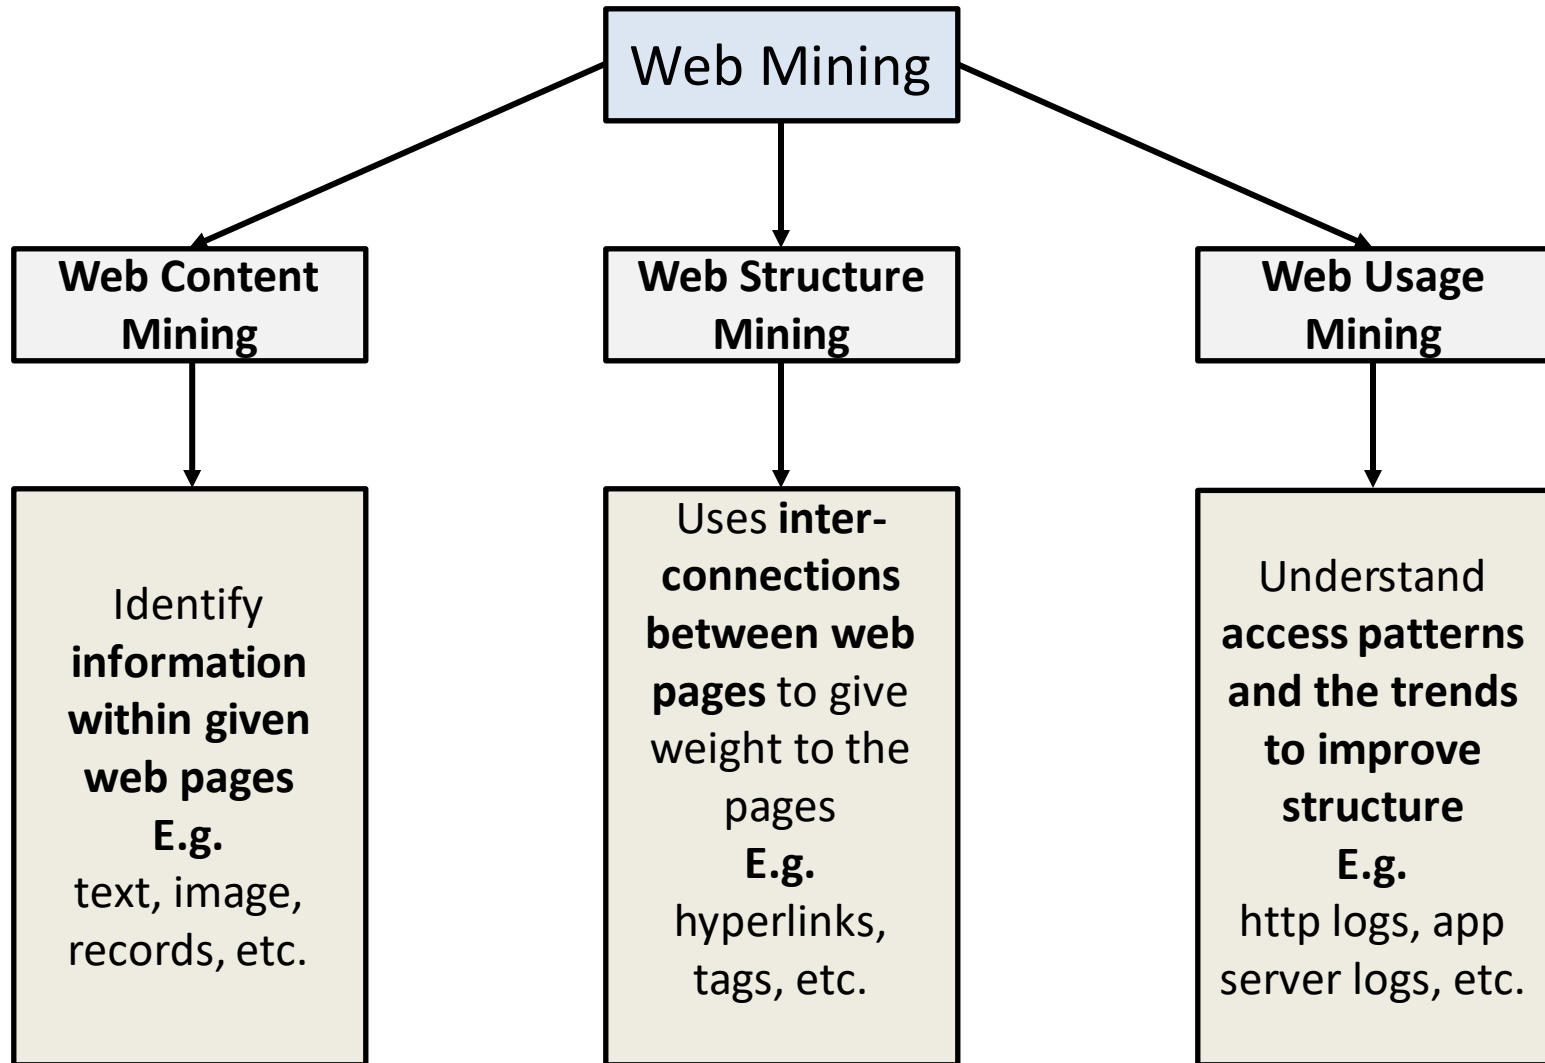 Web Mining
Web Content
Mining
Web Structure
Mining
Web Usage
Mining
Identify
information
within given
web pages
E.g.
text, image,
records, etc.
Uses inter-
connections
between web
pages to give
weight to the
pages
E.g.
hyperlinks,
tags, etc.
Understand
access patterns
and the trends
to improve
structure
E.g.
http logs, app
server logs, etc.